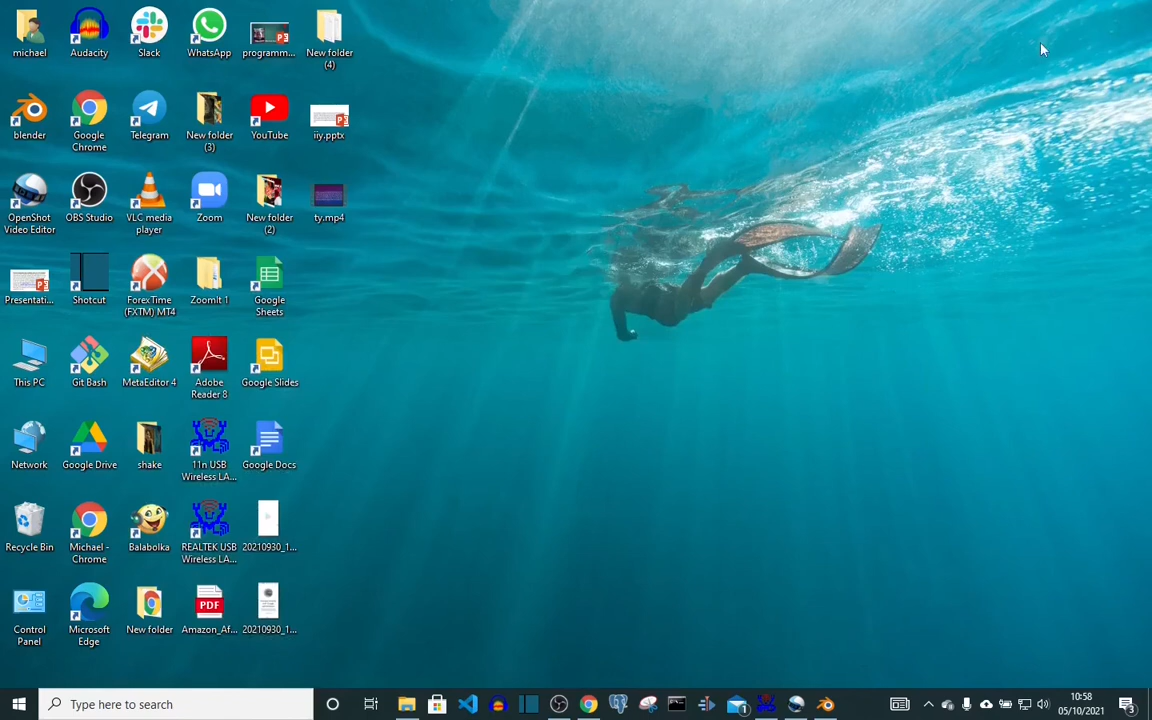 michael
Audacity
Slack
WhatsApp
programm...
New folder
(4)
blender
Google
Chrome
Telegram
New folder
(3)
YouTube
iiy.pptx
OpenShot
Video Editor
OBS Studio
VLC media
player
Zoom
New folder
(2)
ty.mp4
Presentati...
Shotcut
ForexTime
(FXTM) MT4
ZoomIt 1
Google
Sheets
This PC
Git Bash
MetaEditor 4
Adobe
Reader 8
Google Slides
Network
Google Drive
shake
11n USB
Wireless LA...
Google Docs
Recycle Bin
Michael -
Chrome
Balabolka
REALTEK USB
Wireless LA...
20210930_1...
Control
Panel
Microsoft
Edge
New folder
PDF
Amazon_Af...
20210930_1...
Type here to search
1
10:58
05/10/2021
3